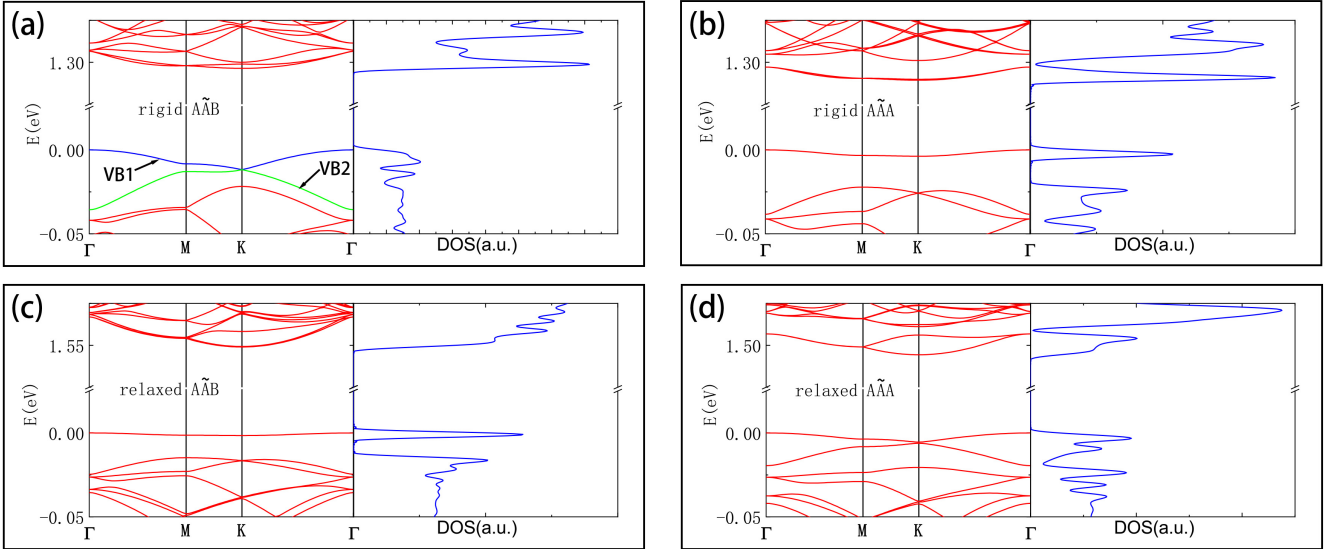 (a)
1.30
E(eV)
rigid AÃB
0.00
VB1
VB2
-0.05
Γ M K Γ
DOS(a.u.)
(b)
1.30
E(eV)
rigid AÃA
0.00
-0.05
Γ M K Γ
DOS(a.u.)
(c)
1.55
E(eV)
relaxed AÃB
0.00
-0.05
Γ M K Γ
DOS(a.u.)
(d)
1.50
E(eV)
relaxed AÃA
0.00
-0.05
Γ M K Γ
DOS(a.u.)